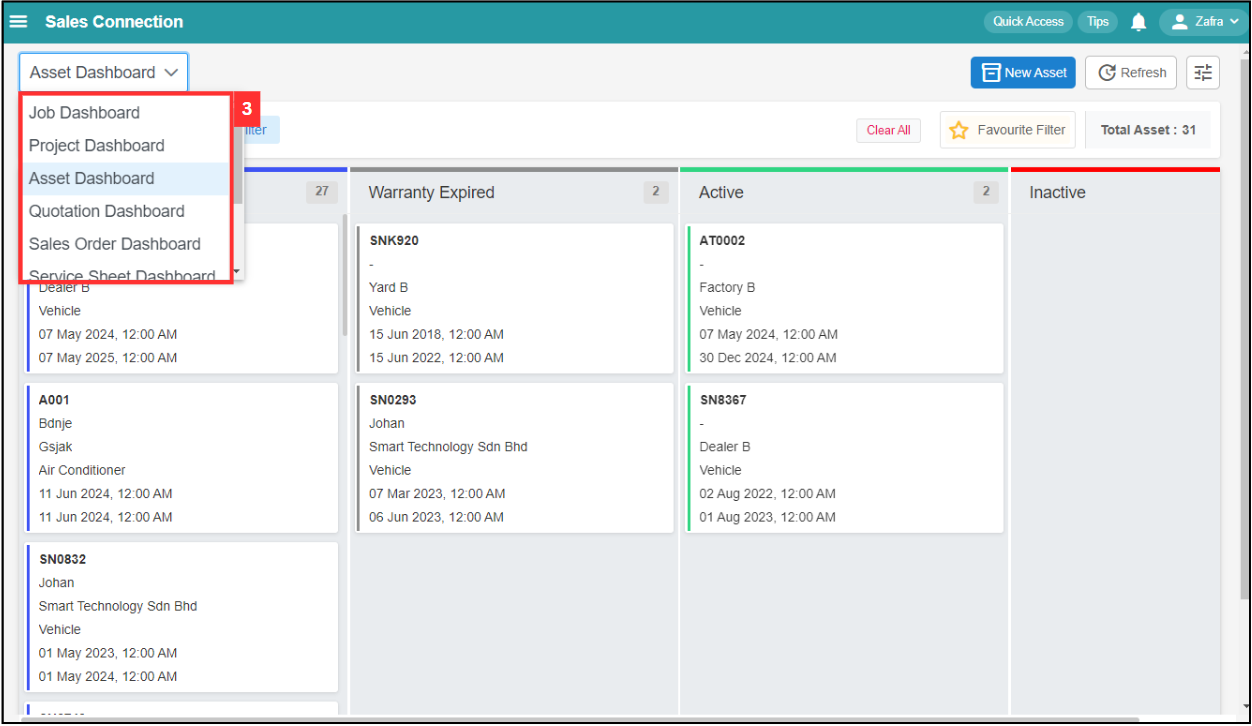 Sales Connection
Quick Access
Tips
Zafra
Asset Dashboard
New Asset
Refresh
Job Dashboard
Project Dashboard
Asset Dashboard
Quotation Dashboard
Sales Order Dashboard
Service Sheet Dashboard
3
Clear All
Favourite Filter
Total Asset : 31
27
Dealer B
Vehicle
07 May 2024, 12:00 AM
07 May 2025, 12:00 AM
A001
Bdnje
Gsjak
Air Conditioner
11 Jun 2024, 12:00 AM
11 Jun 2024, 12:00 AM
SN0832
Johan
Smart Technology Sdn Bhd
Vehicle
01 May 2023, 12:00 AM
01 May 2024, 12:00 AM
Warranty Expired
2
SNK920
-
Yard B
Vehicle
15 Jun 2018, 12:00 AM
15 Jun 2022, 12:00 AM
SN0293
Johan
Smart Technology Sdn Bhd
Vehicle
07 Mar 2023, 12:00 AM
06 Jun 2023, 12:00 AM
Active
2
AT0002
-
Factory B
Vehicle
07 May 2024, 12:00 AM
30 Dec 2024, 12:00 AM
SN8367
-
Dealer B
Vehicle
02 Aug 2022, 12:00 AM
01 Aug 2023, 12:00 AM
Inactive